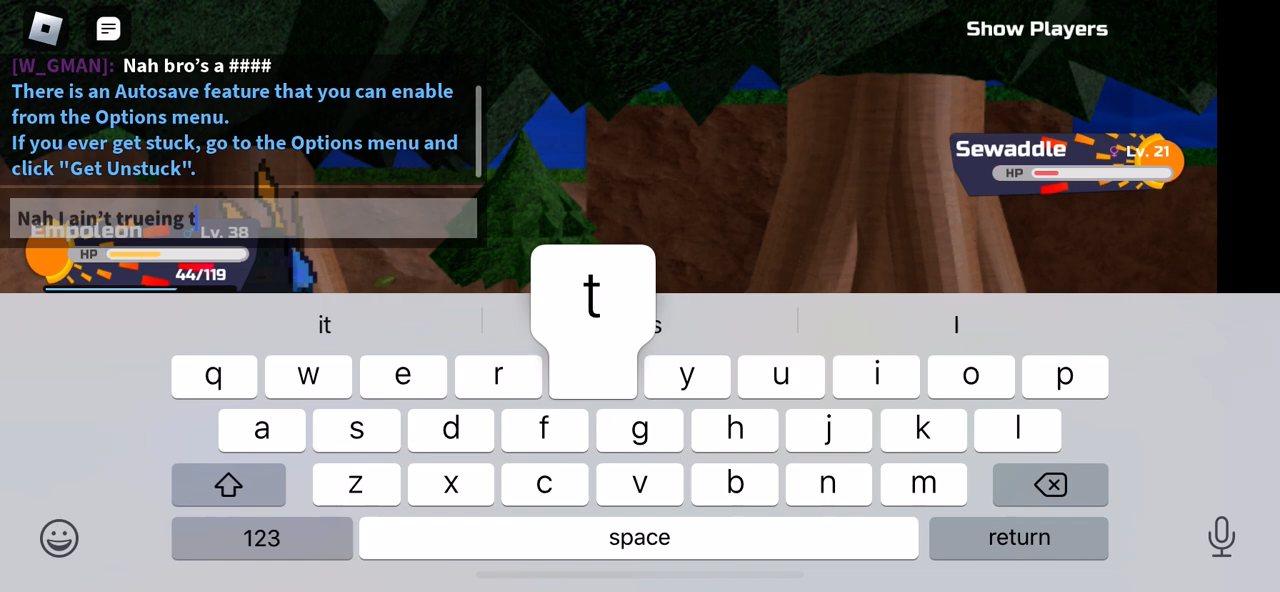 Show Players
[W_GMAN]: Nah bro’s a ####
There is an Autosave feature that you can enable
from the Options menu.
If you ever get stuck, go to the Options menu and
click "Get Unstuck".
Sewaddle ♀ Lv. 21
HP
Nah I ain’t trueing t
Empoleon ♂ Lv. 38
HP
44/119
t
it I
q w e r y u i o p
a s d f g h j k l
z x c v b n m
123 space return